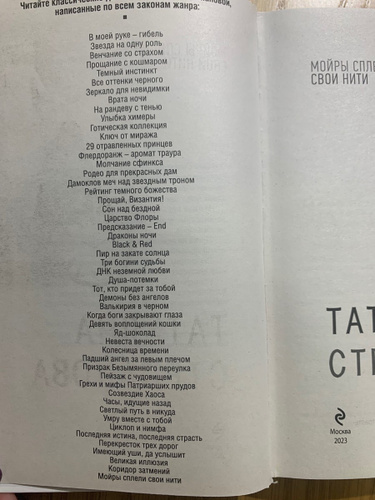 Читайте классические
написанные по всем законам жанра:
В моей руке – гибель
Звезда на одну роль
Венчание со страхом
Прощание с кошмаром
Темный инстинкт
Все оттенки черного
Зеркало для невидимки
Врата ночи
На рандеву с тенью
Улыбка химеры
Готическая коллекция
Ключ от миража
29 отравленных принцев
Флердоранж – аромат траура
Молчание сфинкса
Родео для прекрасных дам
Дамоклов меч над звездным троном
Рейтинг темного божества
Прощай, Византия!
Сон над бездной
Царство Флоры
Предсказание – End
Драконы ночи
Black & Red
Пир на закате солнца
Три богини судьбы
ДНК неземной любви
Душа-потемки
Тот, кто придет за тобой
Демоны без ангелов
Валькирия в черном
Когда боги закрывают глаза
Девять воплощений кошки
Яд-шоколад
Невеста вечности
Колесница времени
Падший ангел за левым плечом
Призрак Безымянного переулка
Пейзаж с чудовищем
Грехи и мифы Патриарших прудов
Созвездие Хаоса
Часы, идущие назад
Светлый путь в никуда
Умру вместе с тобой
Циклоп и нимфа
Последняя истина, последняя страсть
Перекресток трех дорог
Имеющий уши, да услышит
Великая иллюзия
Коридор затмений
Мойры сплели свои нити
МОЙРЫ СПЛЕ
СВОИ НИТИ
ТАТ
СТЕ
Москва
2023